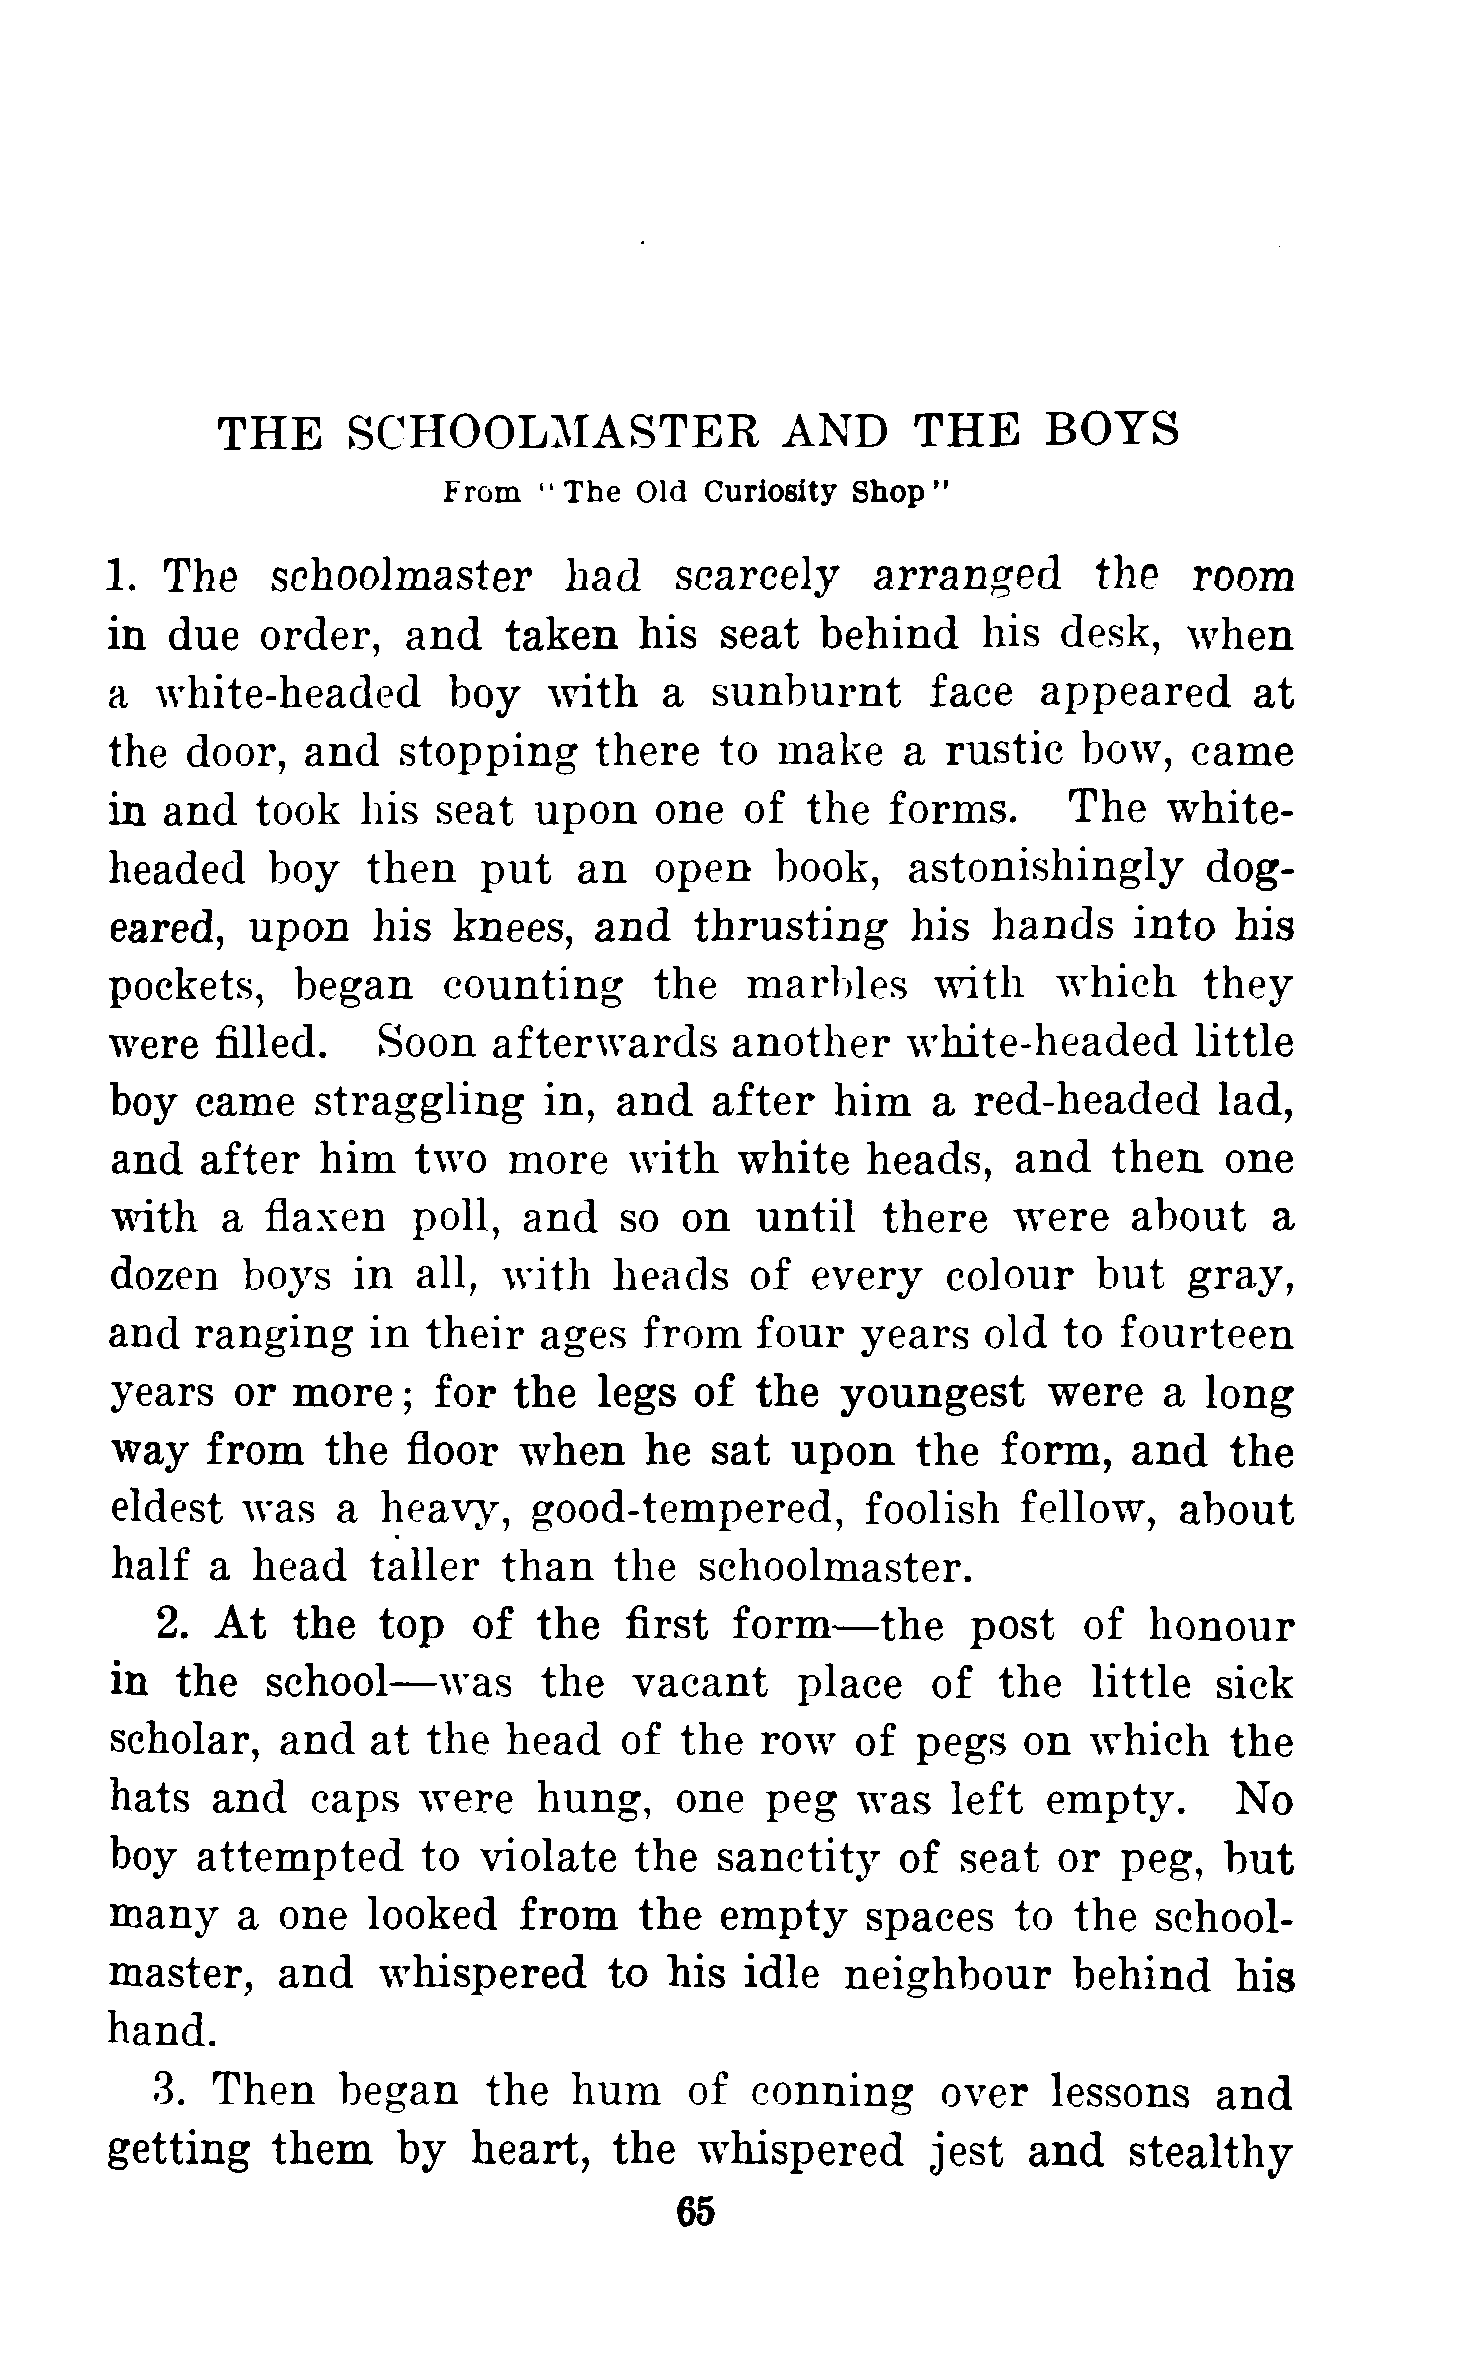 THE SCHOOLMASTER AND THE BOYS
From "The Old Curiosity Shop"
1. The schoolmaster had scarcely arranged the room
in due order, and taken his seat behind his desk, when
a white-headed boy with a sunburnt face appeared at
the door, and stopping there to make a rustic bow, came
in and took his seat upon one of the forms. The white-
headed boy then put an open book, astonishingly dog-
eared, upon his knees, and thrusting his hands into his
pockets, began counting the marbles with which they
were filled. Soon afterwards another white-headed little
boy came straggling in, and after him a red-headed lad,
and after him two more with white heads, and then one
with a flaxen poll, and so on until there were about a
dozen boys in all, with heads of every colour but gray,
and ranging in their ages from four years old to fourteen
years or more; for the legs of the youngest were a long
way from the floor when he sat upon the form, and the
eldest was a heavy, good-tempered, foolish fellow, about
half a head taller than the schoolmaster.
2. At the top of the first form—the post of honour
in the school—was the vacant place of the little sick
scholar, and at the head of the row of pegs on which the
hats and caps were hung, one peg was left empty. No
boy attempted to violate the sanctity of seat or peg, but
many a one looked from the empty spaces to the school-
master, and whispered to his idle neighbour behind his
hand.
3. Then began the hum of conning over lessons and
getting them by heart, the whispered jest and stealthy
65